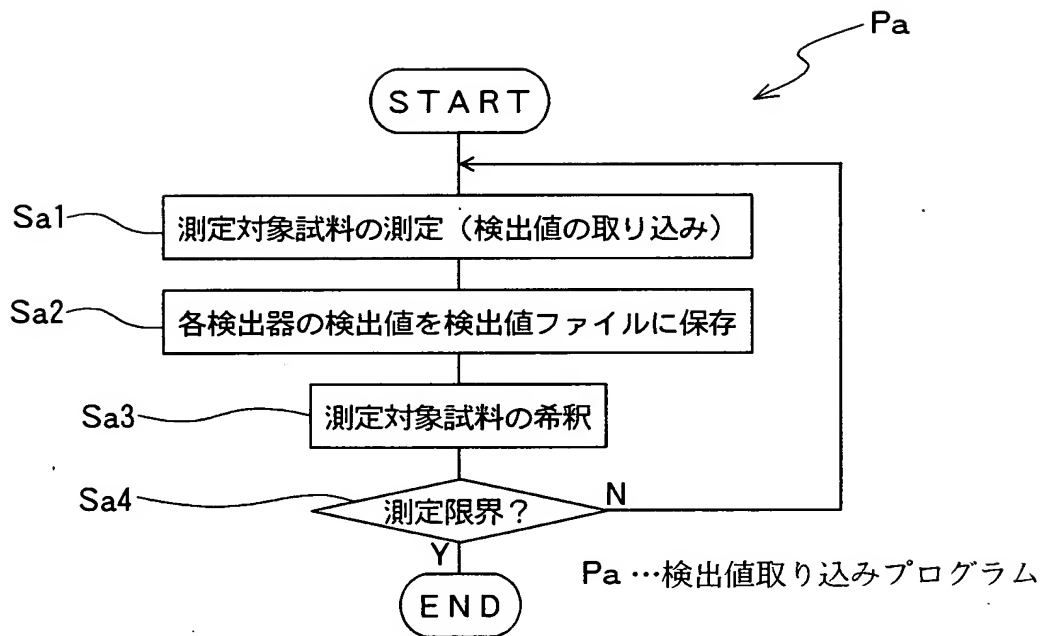 Pa
START
Sa1
測定対象試料の測定（検出値の取り込み）
Sa2
各検出器の検出値を検出値ファイルに保存
Sa3
測定対象試料の希釈
Sa4
測定限界？
N
Y
END
Pa…検出値取り込みプログラム